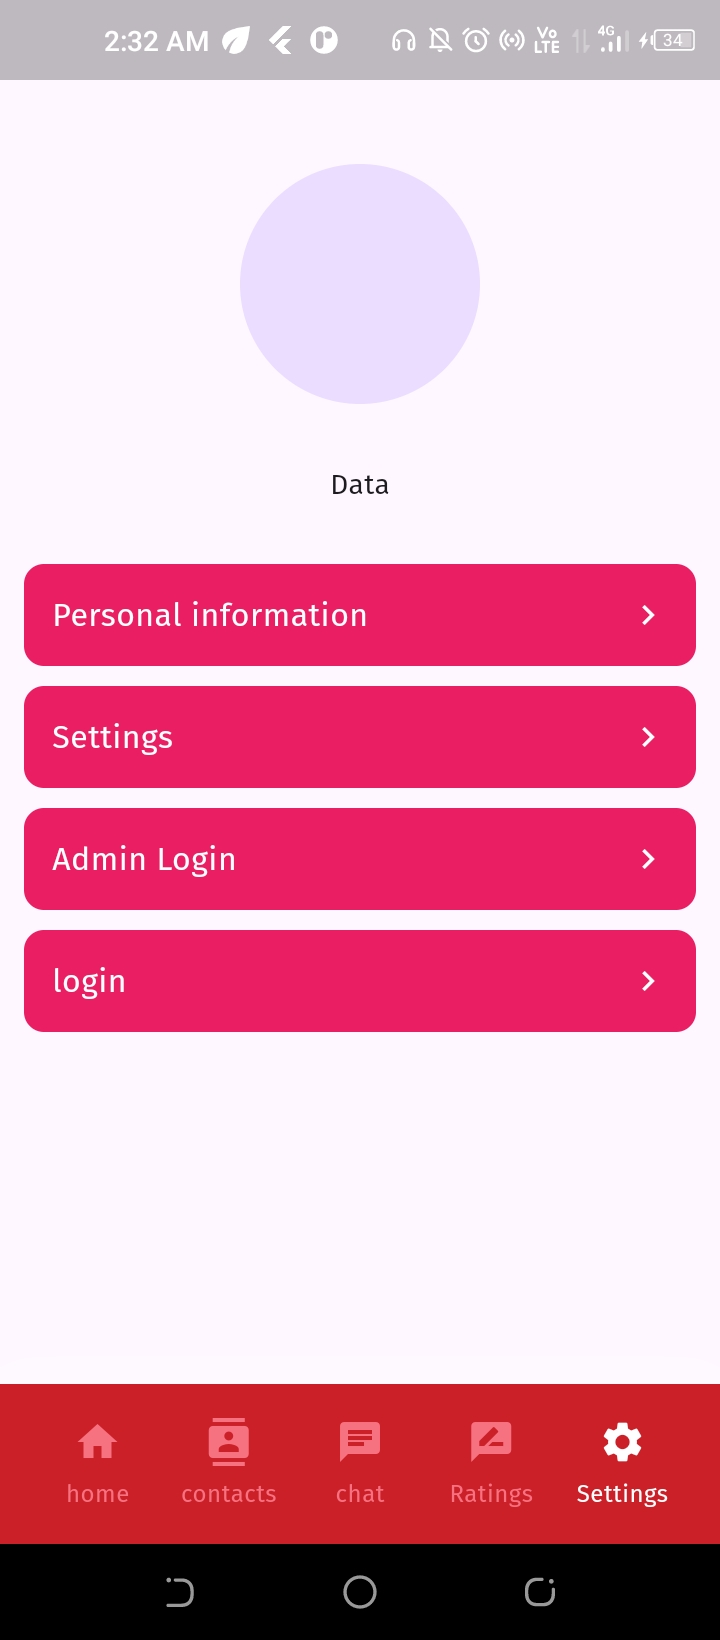 2:32 AM Vo LTE 4G 34
Data
Personal information
Settings
Admin Login
login
home contacts chat Ratings Settings